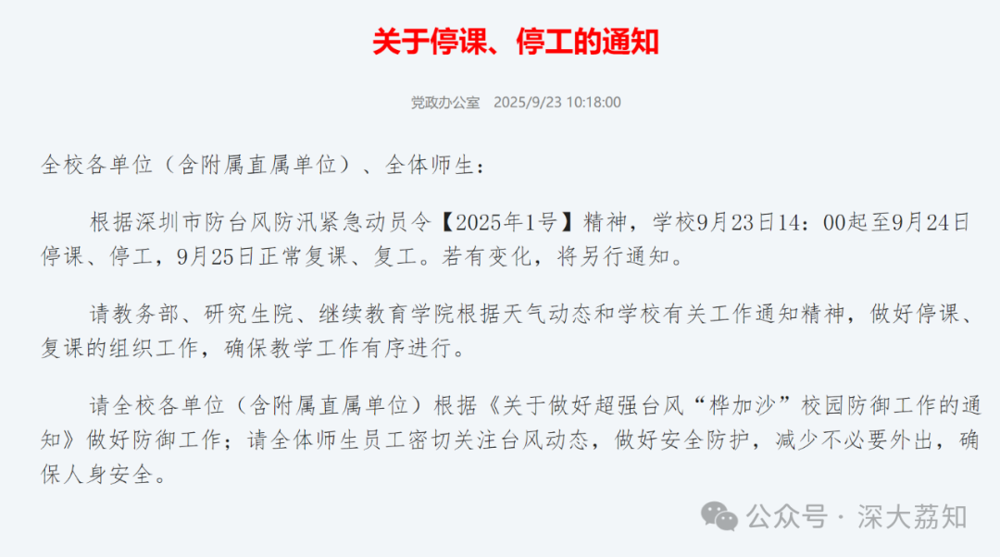 关于停课、停工的通知
党政办公室 2025/9/23 10:18:00
全校各单位（含附属直属单位）、全体师生：
根据深圳市防台风防汛紧急动员令【2025年1号】精神，学校9月23日14：00起至9月24日
停课、停工，9月25日正常复课、复工。若有变化，将另行通知。
请教务部、研究生院、继续教育学院根据天气动态和学校有关工作通知精神，做好停课、
复课的组织工作，确保教学工作有序进行。
请全校各单位（含附属直属单位）根据《关于做好超强台风“桦加沙”校园防御工作的通
知》做好防御工作；请全体师生员工密切关注台风动态，做好安全防护，减少不必要外出，确
保人身安全。
公众号 · 深大荔知